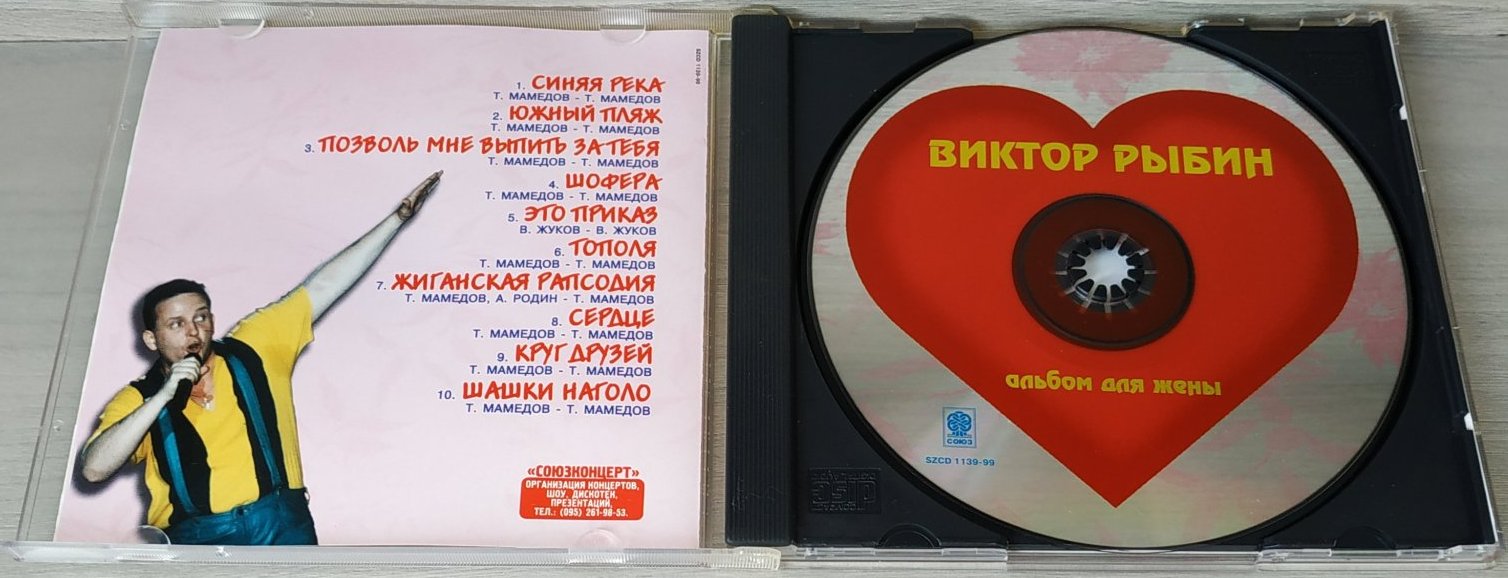 SZCD 1139-99
1. СИНЯЯ РЕКА
Т. МАМЕДОВ - Т. МАМЕДОВ
2. ЮЖНЫЙ ПЛЯЖ
Т. МАМЕДОВ - Т. МАМЕДОВ
3. ПОЗВОЛЬ МНЕ ВЫПИТЬ ЗА ТЕБЯ
Т. МАМЕДОВ - Т. МАМЕДОВ
4. ШОФЕРА
Т. МАМЕДОВ - Т. МАМЕДОВ
5. ЭТО ПРИКАЗ
В. ЖУКОВ - В. ЖУКОВ
6. ТОПОЛЯ
Т. МАМЕДОВ - Т. МАМЕДОВ
7. ЖИГАНСКАЯ РАПСОДИЯ
Т. МАМЕДОВ, А. РОДИН - Т. МАМЕДОВ
8. СЕРДЦЕ
Т. МАМЕДОВ - Т. МАМЕДОВ
9. КРУГ ДРУЗЕЙ
Т. МАМЕДОВ - Т. МАМЕДОВ
10. ШАШКИ НАГОЛО
Т. МАМЕДОВ - Т. МАМЕДОВ
«СОЮЗКОНЦЕРТ»
ОРГАНИЗАЦИЯ КОНЦЕРТОВ,
ШОУ, ДИСКОТЕК,
ПРЕЗЕНТАЦИЙ,
ТЕЛ.: (095) 261-98-53.
ВИКТОР РЫБИН
альбом для жены
СОЮЗ
SZCD 1139-99